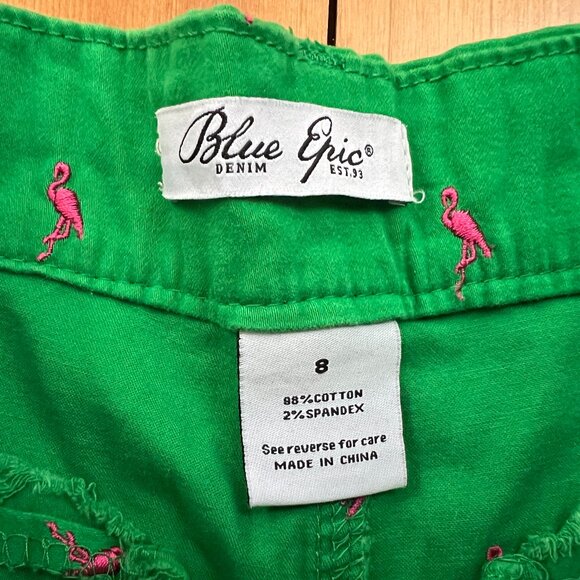 Blue Epic®
DENIM EST.93
8
98%COTTON
2%SPANDEX
See reverse for care
MADE IN CHINA